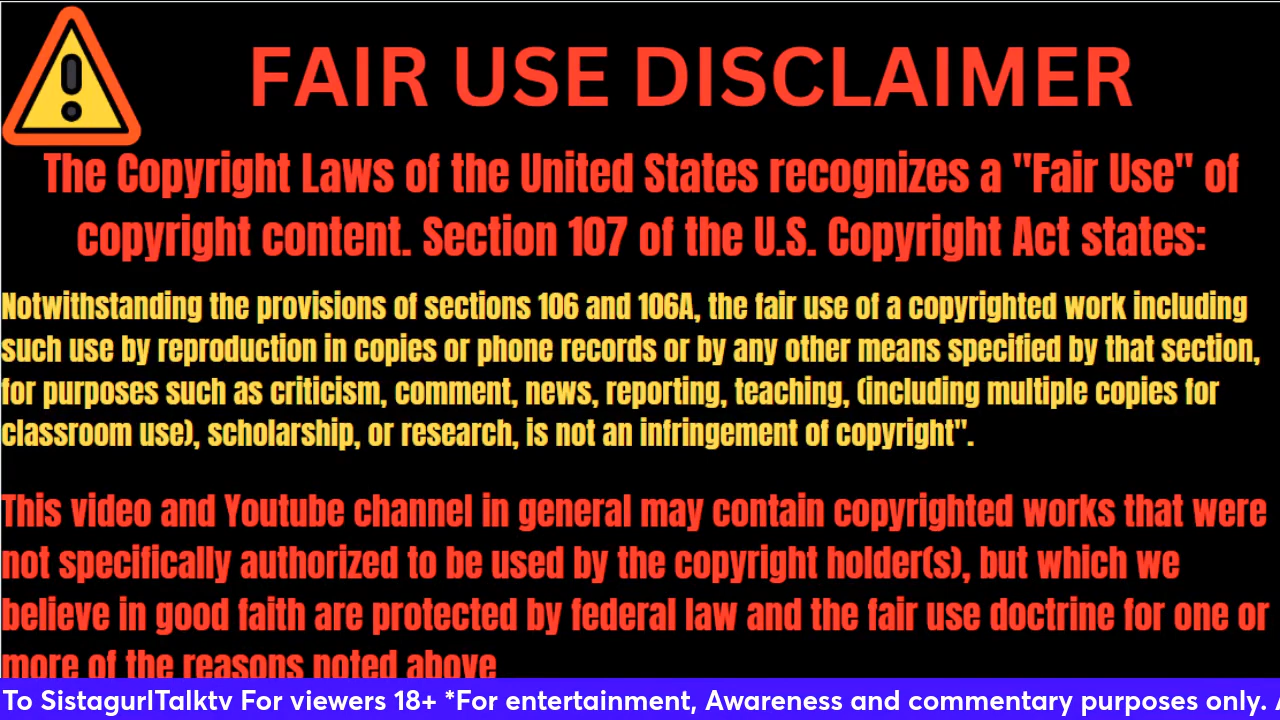 FAIR USE DISCLAIMER
The Copyright Laws of the United States recognizes a "Fair Use" of
copyright content. Section 107 of the U.S. Copyright Act states:
Notwithstanding the provisions of sections 106 and 106A, the fair use of a copyrighted work including
such use by reproduction in copies or phone records or by any other means specified by that section,
for purposes such as criticism, comment, news, reporting, teaching, (including multiple copies for
classroom use), scholarship, or research, is not an infringement of copyright".
This video and Youtube channel in general may contain copyrighted works that were
not specifically authorized to be used by the copyright holder(s), but which we
believe in good faith are protected by federal law and the fair use doctrine for one or
more of the reasons noted above
To SistagurlTalktv For viewers 18+ *For entertainment, Awareness and commentary purposes only.